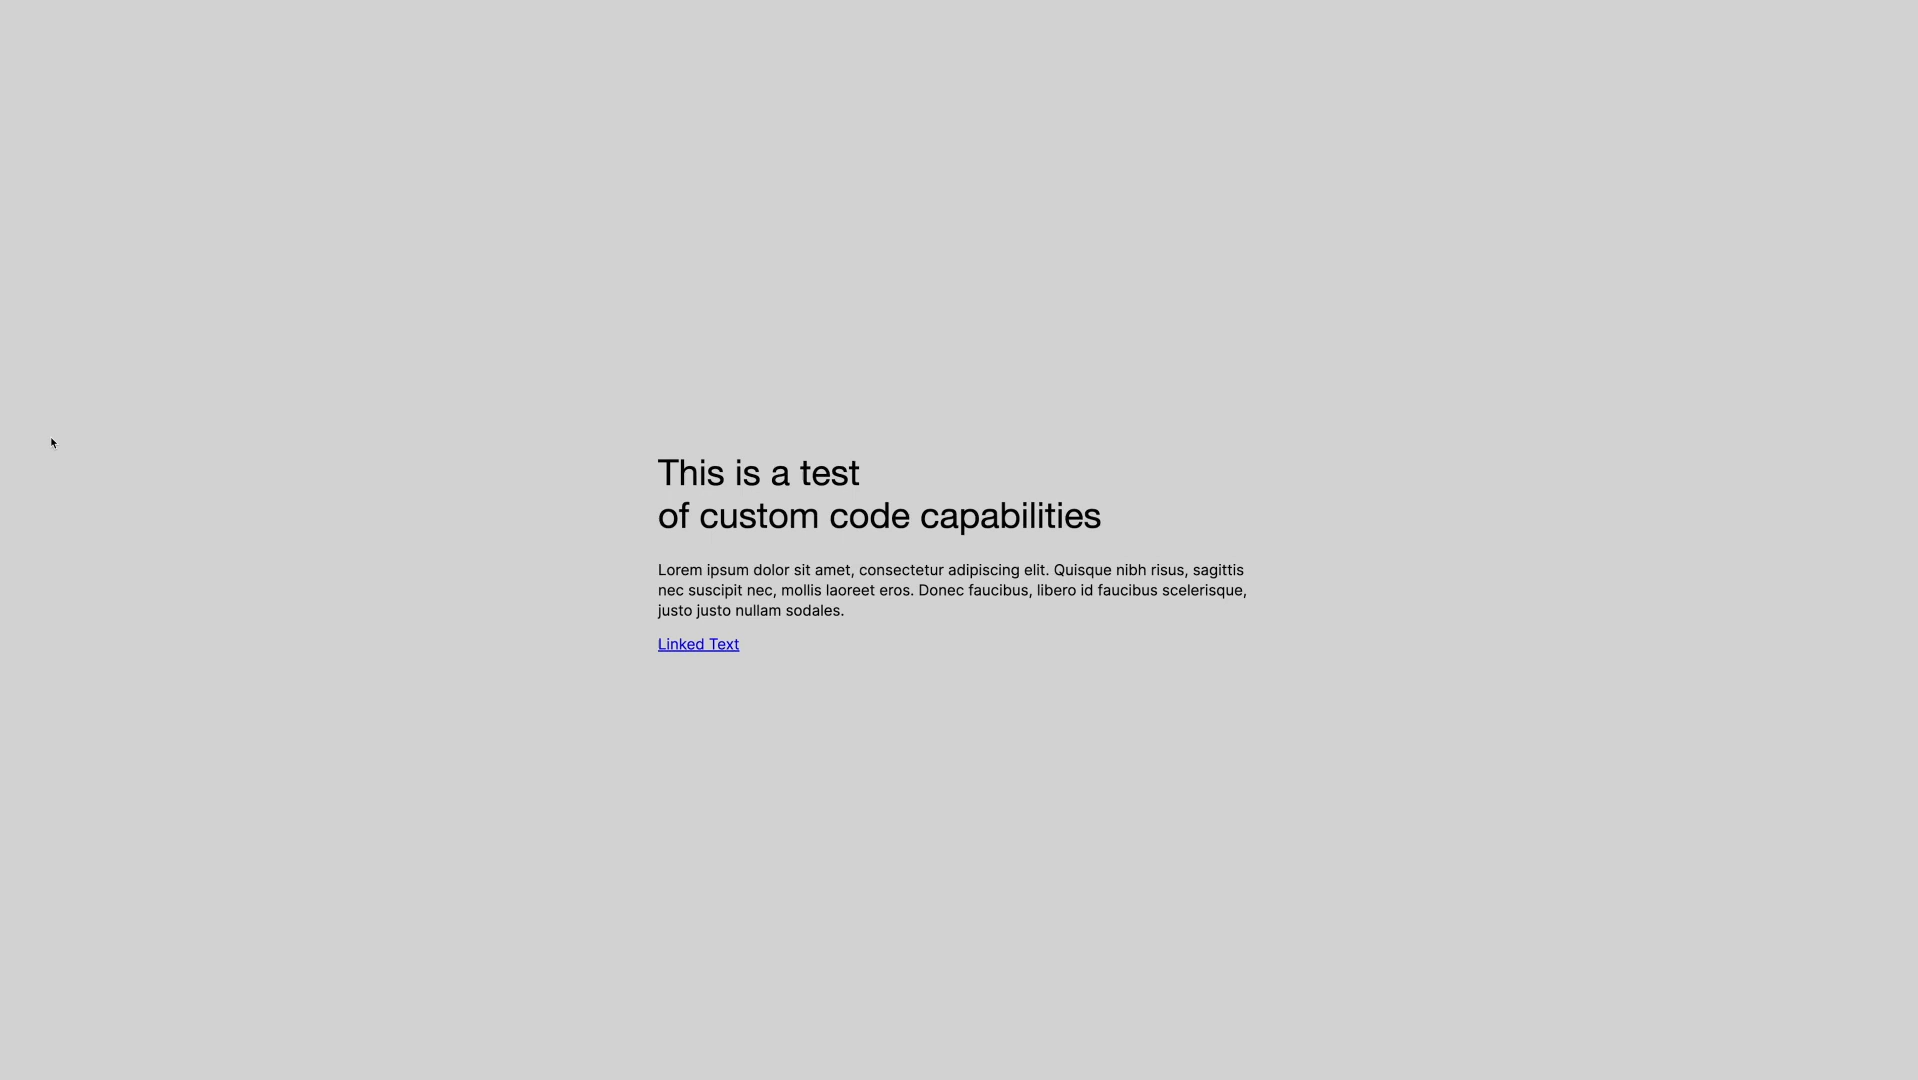 This is a test
of custom code capabilities
Lorem ipsum dolor sit amet, consectetur adipiscing elit. Quisque nibh risus, sagittis
nec suscipit nec, mollis laoreet eros. Donec faucibus, libero id faucibus scelerisque,
justo justo nullam sodales.
Linked Text